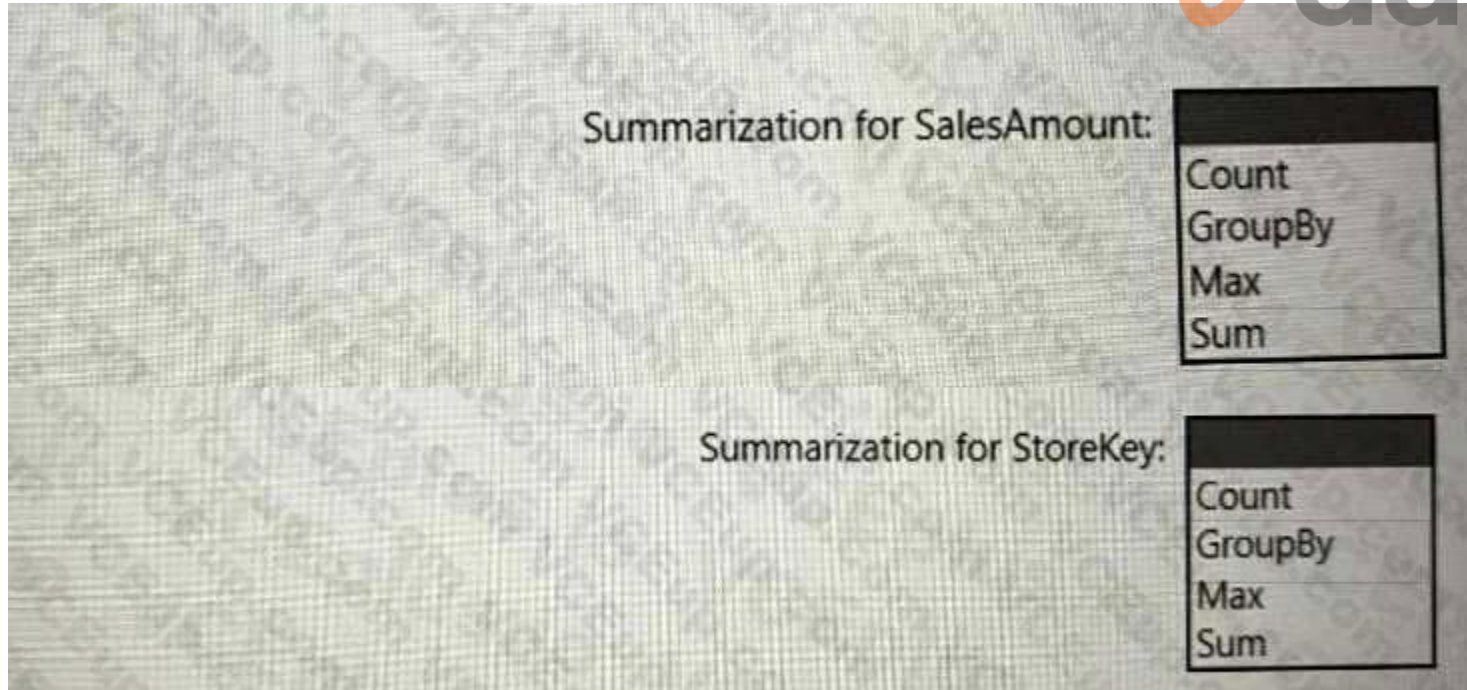 Summarization for SalesAmount:
Count
GroupBy
Max
Sum
Summarization for StoreKey:
Count
GroupBy
Max
Sum